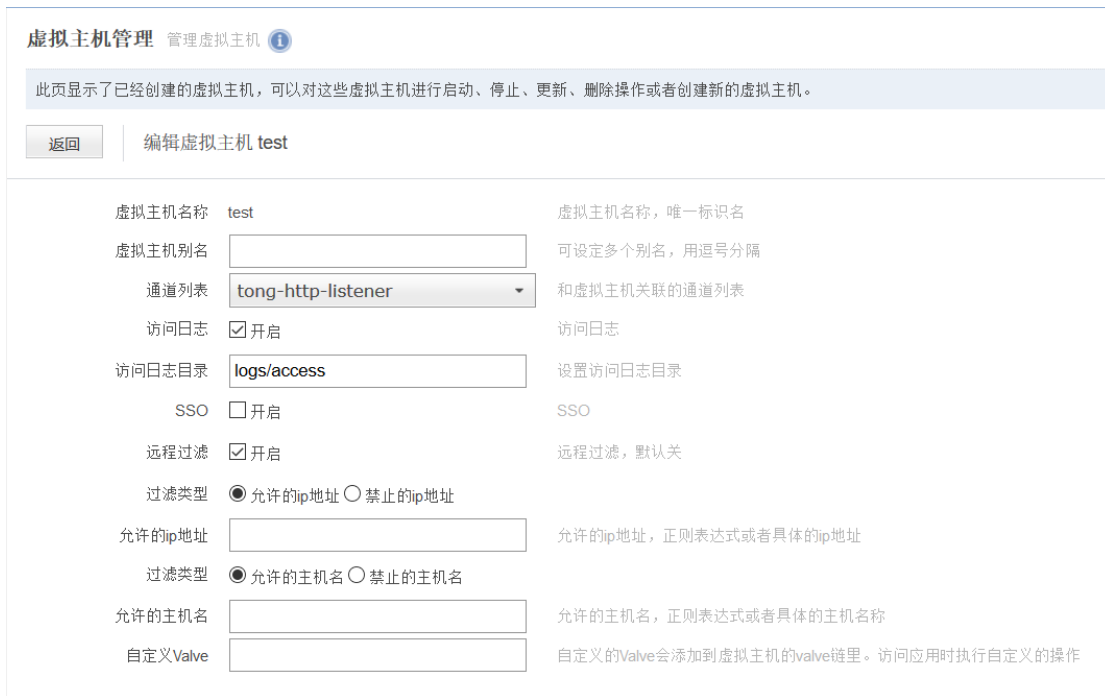 虚拟主机管理 管理虚拟主机
此页显示了已经创建的虚拟主机，可以对这些虚拟主机进行启动、停止、更新、删除操作或者创建新的虚拟主机。
返回 编辑虚拟主机 test
虚拟主机名称 test 虚拟主机名称，唯一标识名
虚拟主机别名 可设定多个别名，用逗号分隔
通道列表 tong-http-listener 和虚拟主机关联的通道列表
访问日志 开启 访问日志
访问日志目录 logs/access 设置访问日志目录
SSO 开启 SSO
远程过滤 开启 远程过滤，默认关
过滤类型 允许的ip地址 禁止的ip地址
允许的ip地址 允许的ip地址，正则表达式或者具体的ip地址
过滤类型 允许的主机名 禁止的主机名
允许的主机名 允许的主机名，正则表达式或者具体的主机名称
自定义Valve 自定义的Valve会添加到虚拟主机的valve链里。访问应用时执行自定义的操作